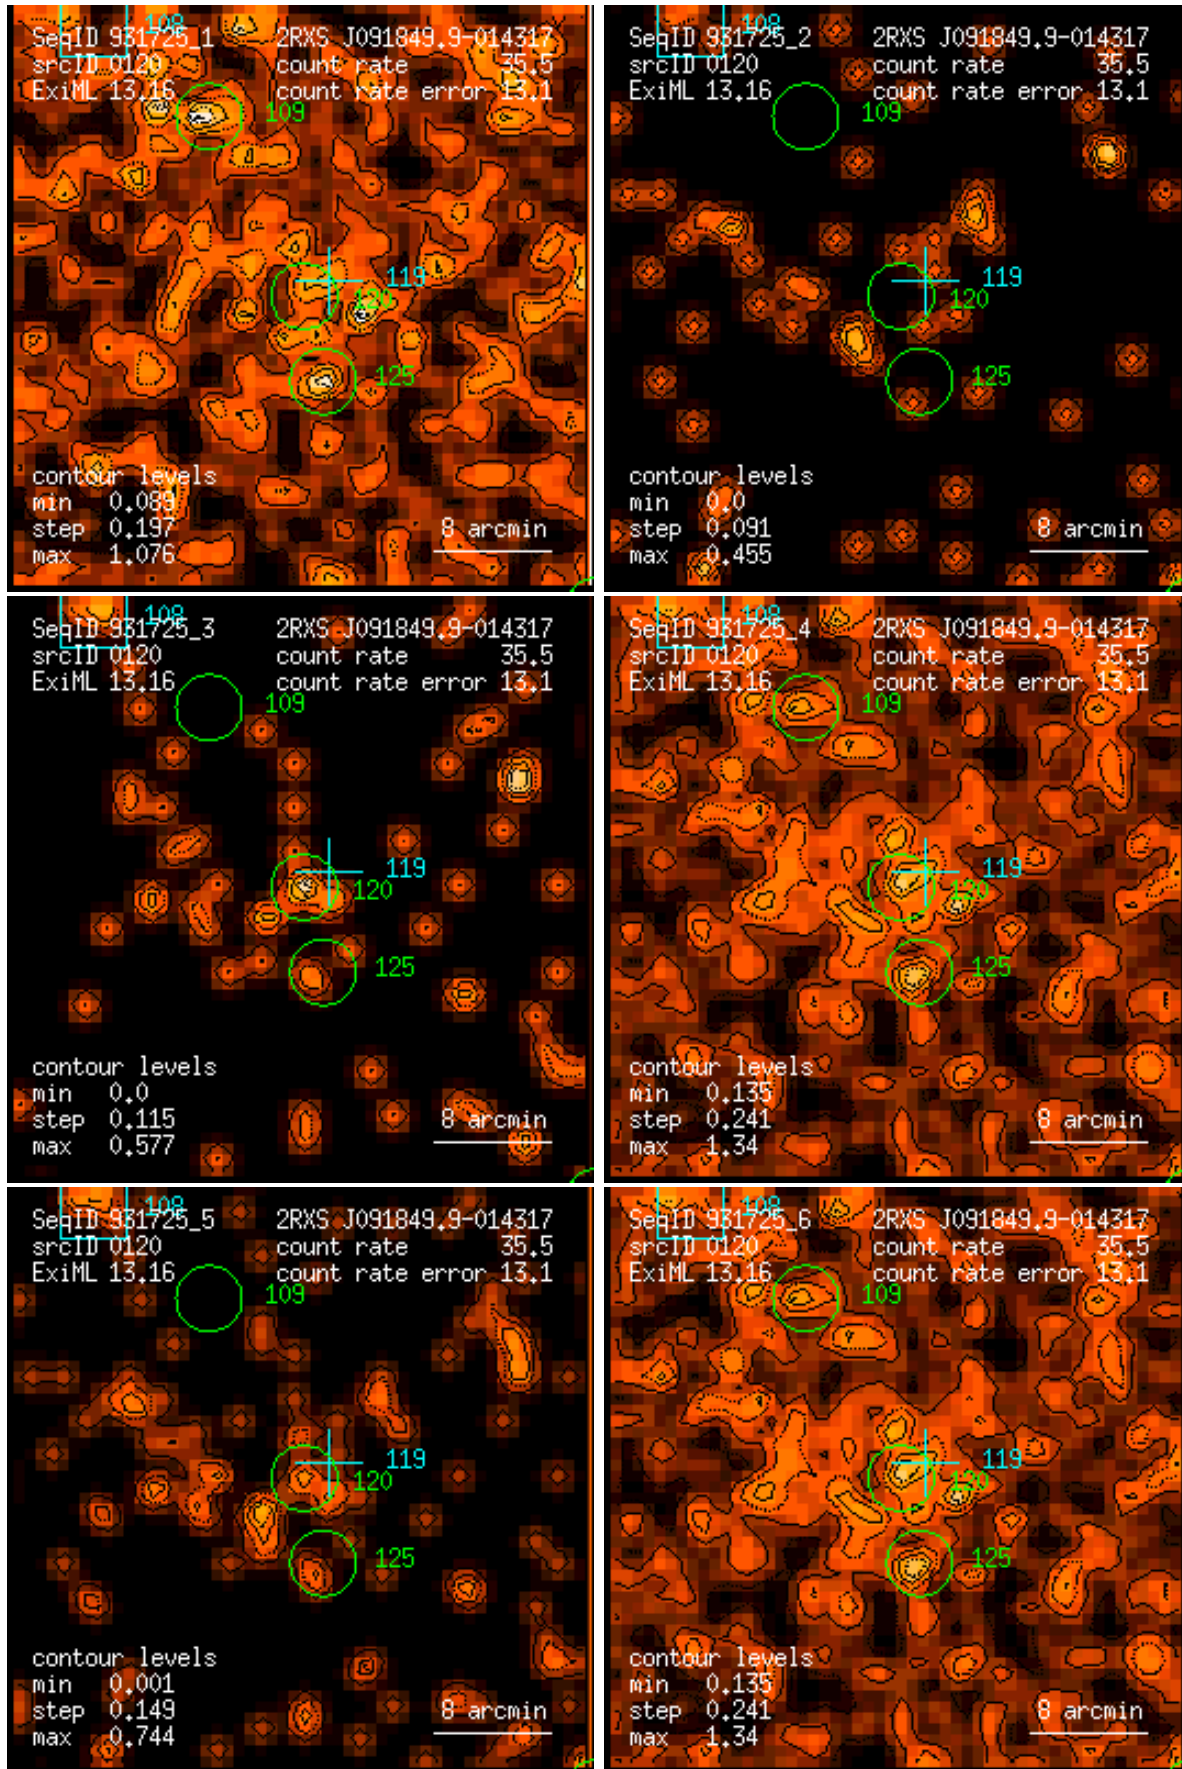 108
SeqID 931725_1 2RXS J091849.9-014317
srcID 0120 count rate 35.5
ExiML 13.16 count rate error 13.1
109
119
120
125
contour levels
min 0.089
step 0.197 8 arcmin
max 1.076
108
SeqID 931725_2 2RXS J091849.9-014317
srcID 0120 count rate 35.5
ExiML 13.16 count rate error 13.1
109
119
120
125
contour levels
min 0.0
step 0.091 8 arcmin
max 0.455
108
SeqID 931725_3 2RXS J091849.9-014317
srcID 0120 count rate 35.5
ExiML 13.16 count rate error 13.1
109
119
120
125
contour levels
min 0.0
step 0.115 8 arcmin
max 0.577
108
SeqID 931725_4 2RXS J091849.9-014317
srcID 0120 count rate 35.5
ExiML 13.16 count rate error 13.1
109
119
120
125
contour levels
min 0.135
step 0.241 8 arcmin
max 1.34
108
SeqID 931725_5 2RXS J091849.9-014317
srcID 0120 count rate 35.5
ExiML 13.16 count rate error 13.1
109
119
120
125
contour levels
min 0.001
step 0.149 8 arcmin
max 0.744
108
SeqID 931725_6 2RXS J091849.9-014317
srcID 0120 count rate 35.5
ExiML 13.16 count rate error 13.1
109
119
120
125
contour levels
min 0.135
step 0.241 8 arcmin
max 1.34